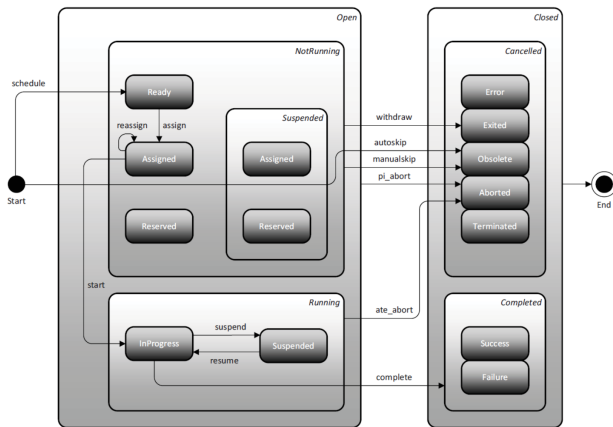 Open
Closed
NotRunning
Cancelled
schedule
Ready
Error
Suspended
withdraw
Exited
reassign
assign
autoskip
Assigned
Assigned
manualskip
Obsolete
pi_abort
Aborted
Start
End
Reserved
Reserved
Terminated
start
Running
ate_abort
Completed
suspend
InProgress
Suspended
Success
resume
complete
Failure